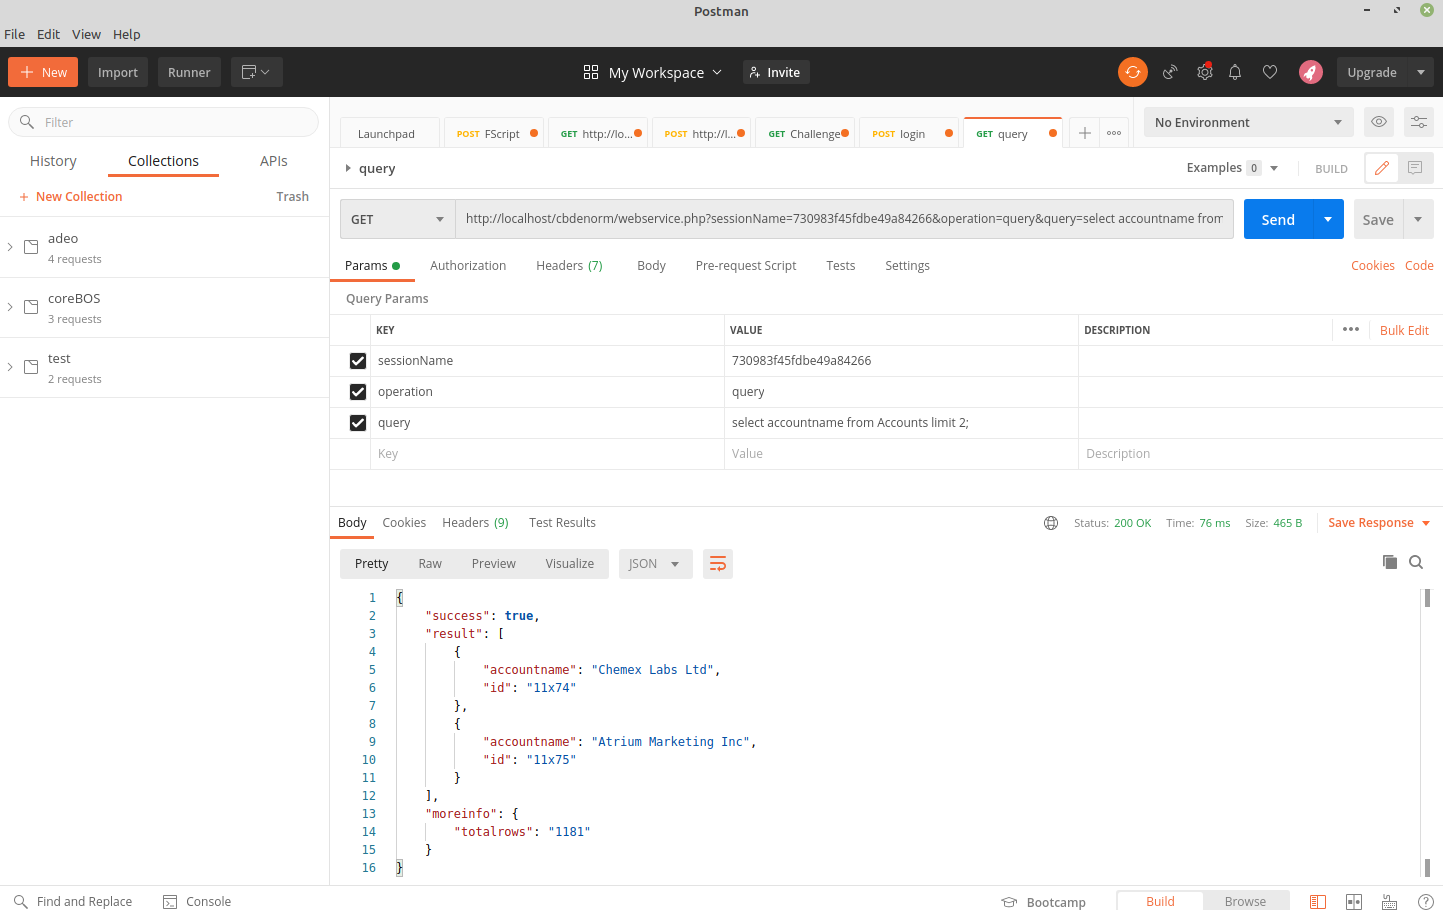 Postman
File Edit View Help
New Import Runner My Workspace Invite Upgrade
Filter
History Collections APIs
New Collection Trash
adeo
4 requests
coreBOS
3 requests
test
2 requests
Launchpad POST FScript GET http://lo... POST http://l... GET Challenge POST login GET query No Environment
query Examples 0 BUILD
GET http://localhost/cbdenorm/webservice.php?sessionName=730983f45fdbe49a84266&operation=query&query=select accountname from Send Save
Params Authorization Headers (7) Body Pre-request Script Tests Settings Cookies Code
Query Params
KEY VALUE DESCRIPTION Bulk Edit
sessionName 730983f45fdbe49a84266
operation query
query select accountname from Accounts limit 2;
Key Value Description
Body Cookies Headers (9) Test Results Status: 200 OK Time: 76 ms Size: 465 B Save Response
Pretty Raw Preview Visualize JSON
1 {
2 "success": true,
3 "result": [
4 {
5 "accountname": "Chemex Labs Ltd",
6 "id": "11x74"
7 },
8 {
9 "accountname": "Atrium Marketing Inc",
10 "id": "11x75"
11 }
12 ],
13 "moreinfo": {
14 "totalrows": "1181"
15 }
16 }
Find and Replace Console Bootcamp Build Browse